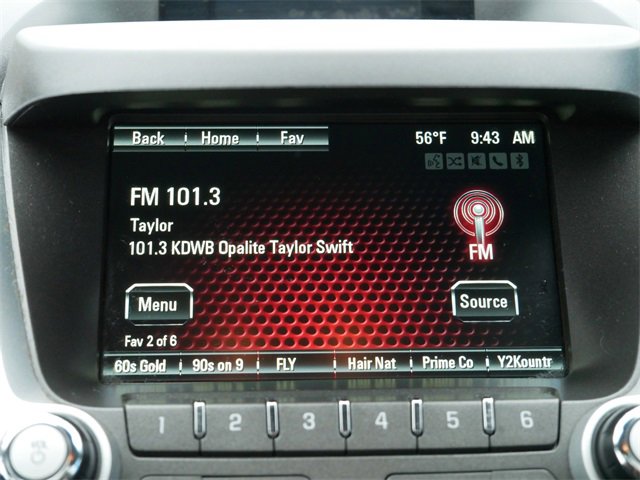 Back Home Fav 56°F 9:43 AM
FM 101.3
Taylor
101.3 KDWB Opalite Taylor Swift
FM
Menu Source
Fav 2 of 6
60s Gold 90s on 9 FLY Hair Nat Prime Co Y2Kountr
1 2 3 4 5 6